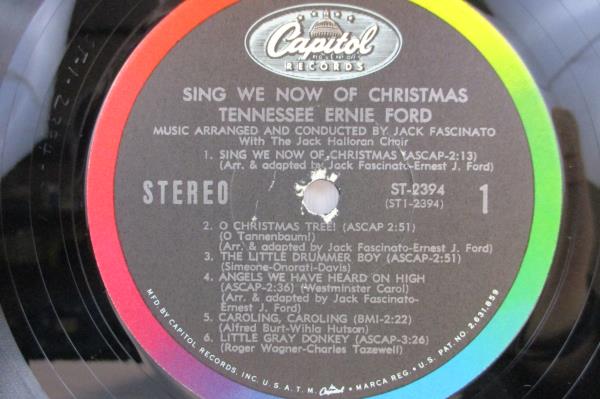 Capitol
RECORDS
SING WE NOW OF CHRISTMAS
TENNESSEE ERNIE FORD
MUSIC ARRANGED AND CONDUCTED BY JACK FASCINATO
With The Jack Halloran Choir
1. SING WE NOW OF CHRISTMAS (ASCAP-2:13)
(Arr. & adapted by Jack Fascinato-Ernest J. Ford)
STEREO
ST-2394
(ST1-2394)
1
2. O CHRISTMAS TREE! (ASCAP 2:51)
(O Tannenbaum!)
(Arr. & adapted by Jack Fascinato-Ernest J. Ford)
3. THE LITTLE DRUMMER BOY (ASCAP-2:51)
(Simeone-Onorati-Davis)
4. ANGELS WE HAVE HEARD ON HIGH
(ASCAP-2:36) (Westminster Carol)
(Arr. & adapted by Jack Fascinato-
Ernest J. Ford)
5. CAROLING, CAROLING (BMI-2:22)
(Alfred Burt-Wihla Hutson)
6. LITTLE GRAY DONKEY (ASCAP-3:26)
(Roger Wagner-Charles Tazewell)
MFD. BY CAPITOL RECORDS, INC. U.S.A. T.M. Capitol MARCA REG. • U.S. PAT. NO. 2,631,859